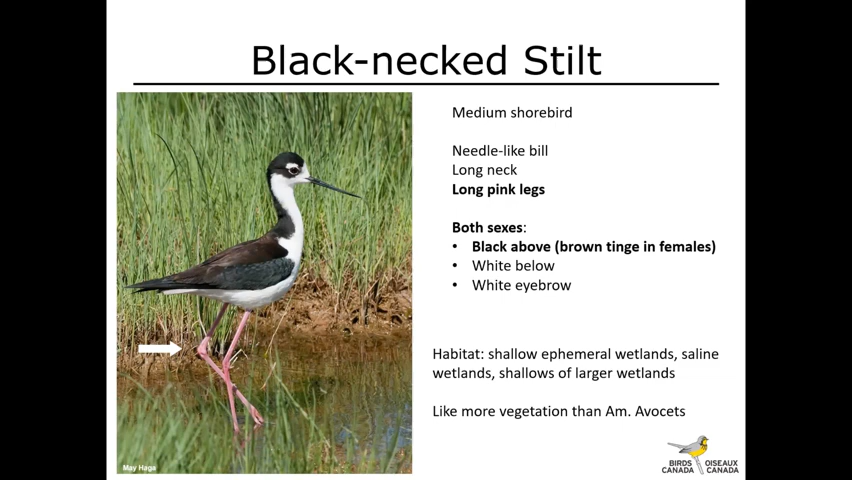 Black-necked Stilt
Medium shorebird
Needle-like bill
Long neck
Long pink legs
Both sexes:
• Black above (brown tinge in females)
• White below
• White eyebrow
Habitat: shallow ephemeral wetlands, saline
wetlands, shallows of larger wetlands
Like more vegetation than Am. Avocets
May Haga
BIRDS OISEAUX
CANADA CANADA